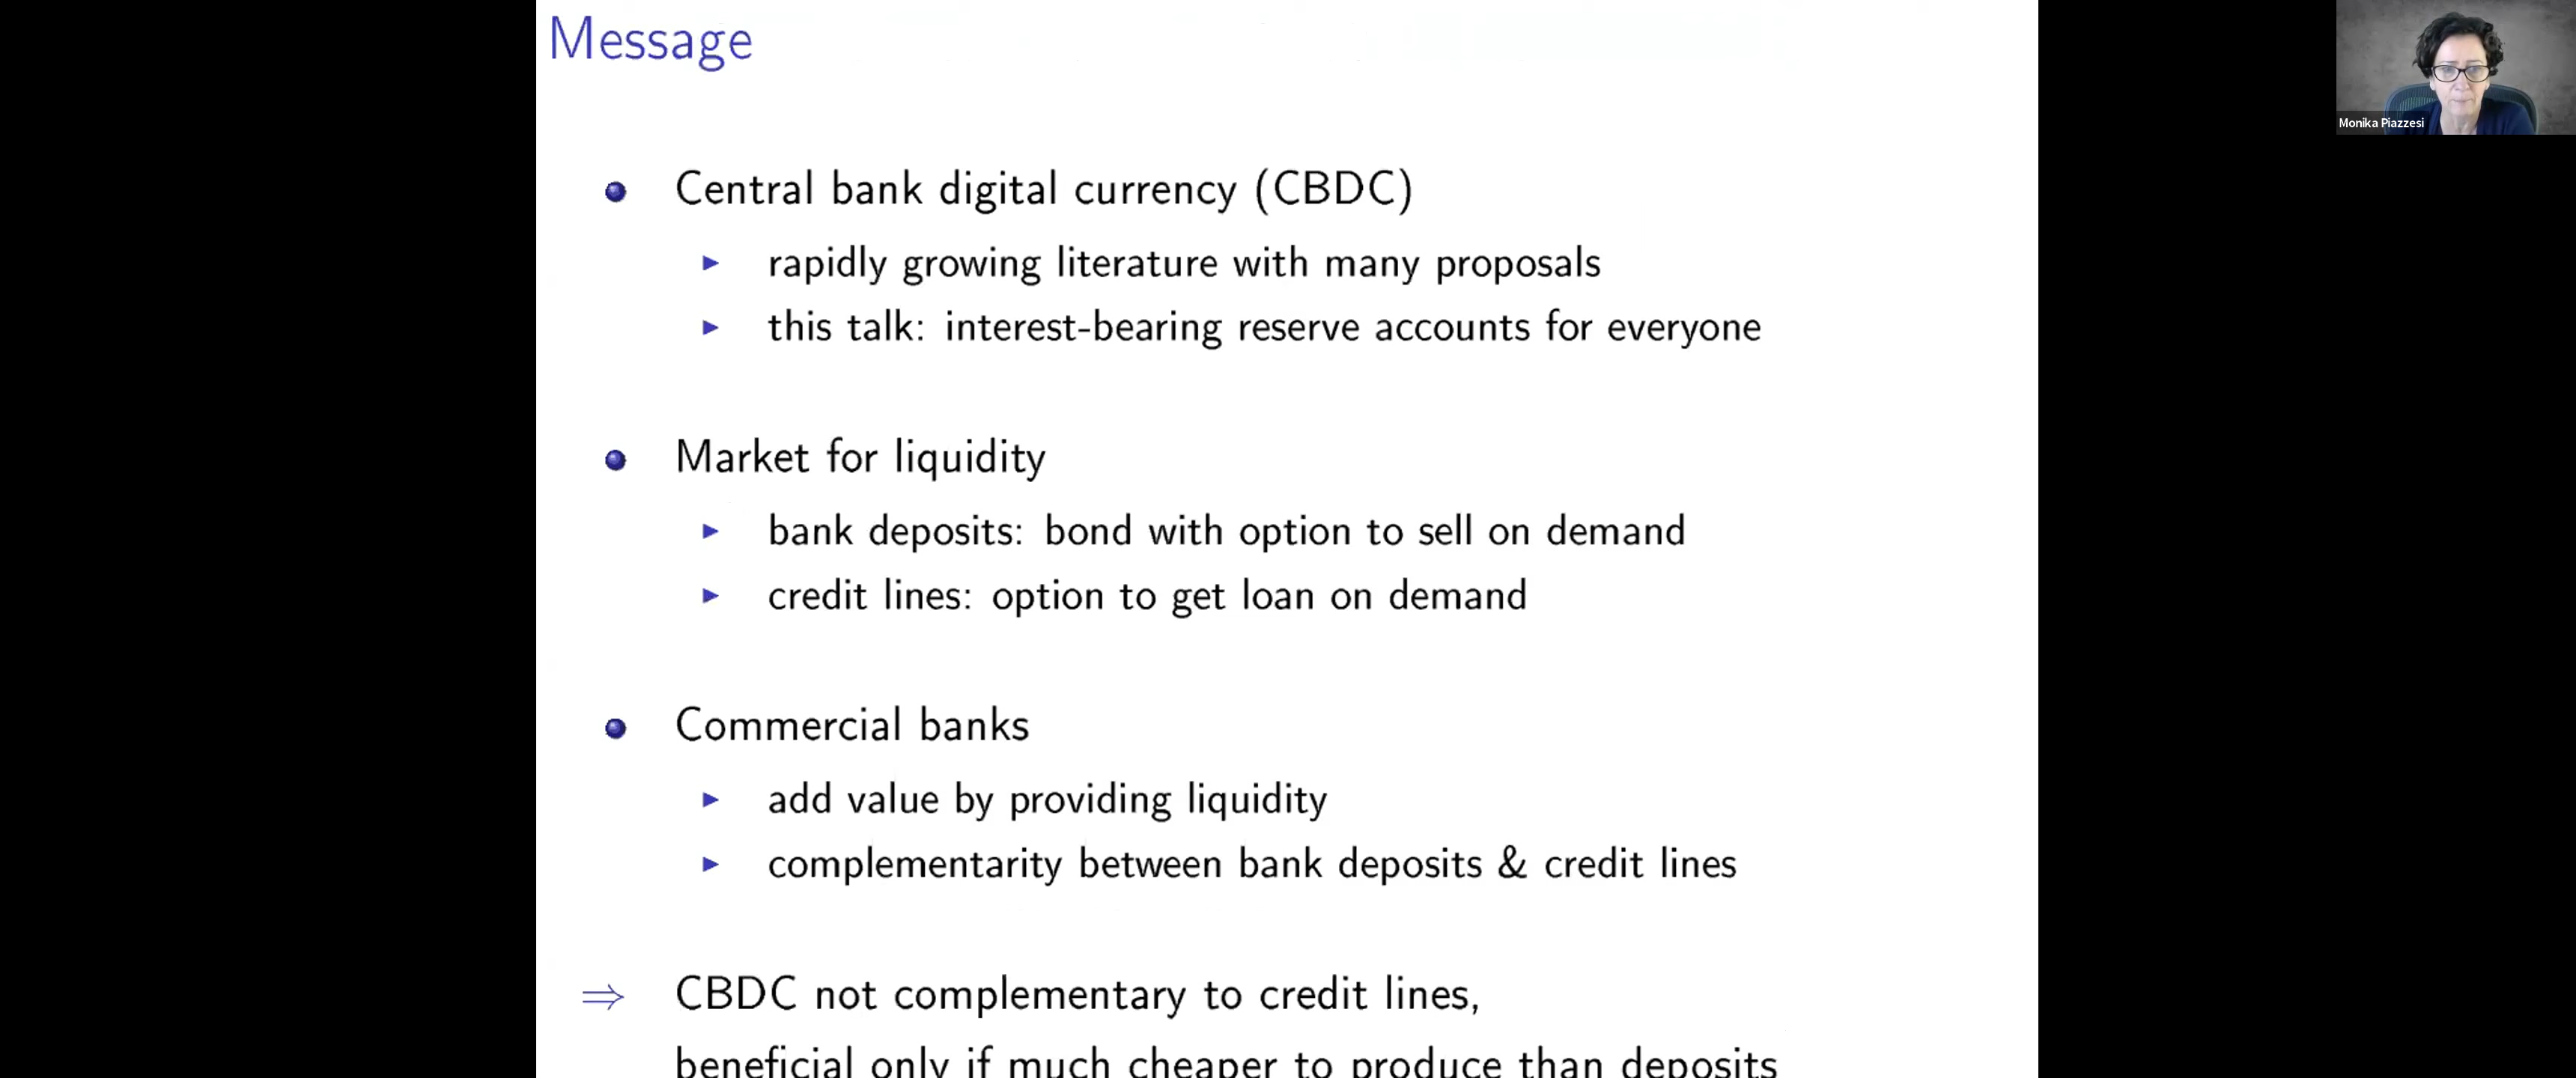 Message
Monika Piazzesi
Central bank digital currency (CBDC)
rapidly growing literature with many proposals
this talk: interest-bearing reserve accounts for everyone
Market for liquidity
bank deposits: bond with option to sell on demand
credit lines: option to get loan on demand
Commercial banks
add value by providing liquidity
complementarity between bank deposits & credit lines
⇒ CBDC not complementary to credit lines,
beneficial only if much cheaper to produce than deposits